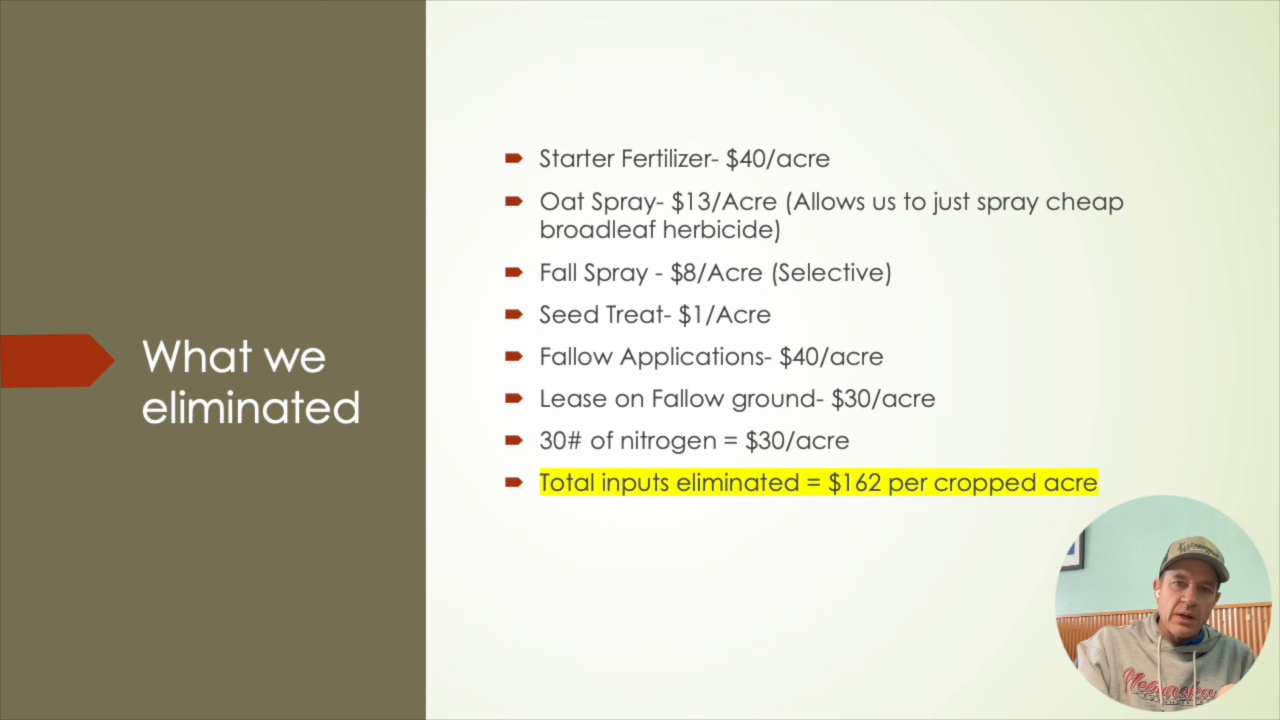 What we
eliminated
Starter Fertilizer- $40/acre
Oat Spray- $13/Acre (Allows us to just spray cheap
broadleaf herbicide)
Fall Spray - $8/Acre (Selective)
Seed Treat- $1/Acre
Fallow Applications- $40/acre
Lease on Fallow ground- $30/acre
30# of nitrogen = $30/acre
Total inputs eliminated = $162 per cropped acre
Nebraska